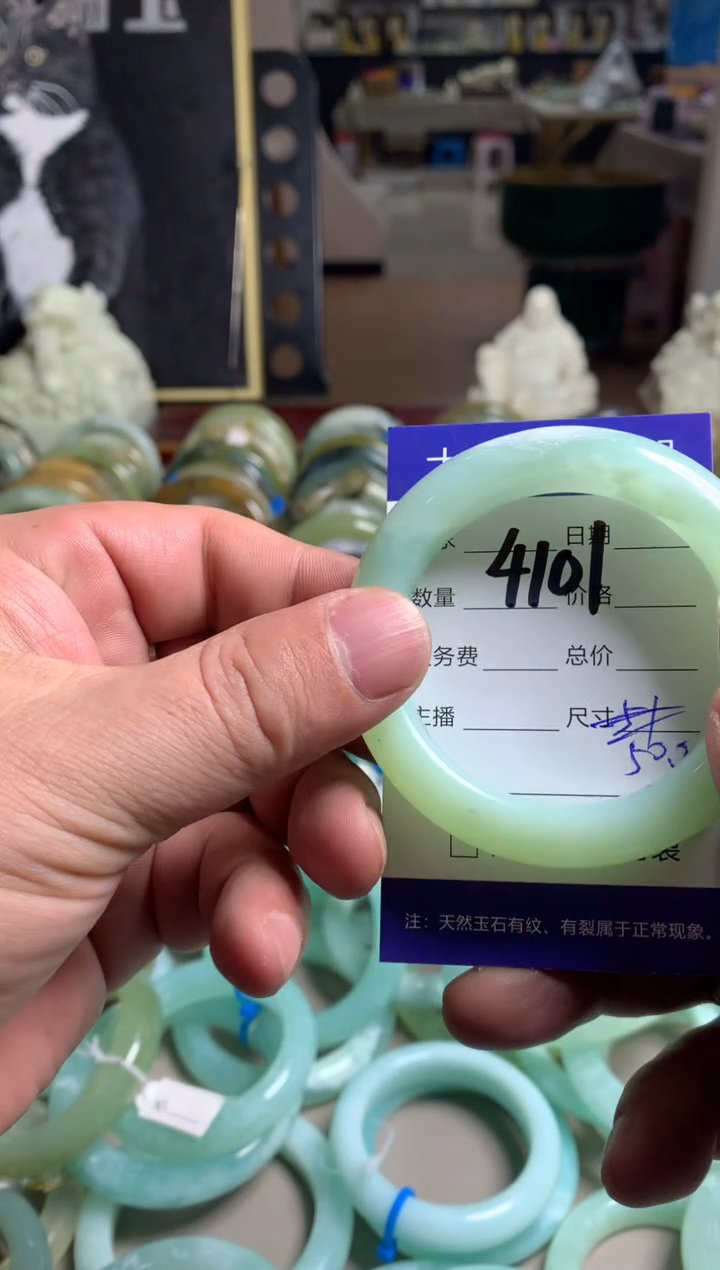 日期
4101
数量 价格
务费 总价
主播 尺寸
50.
注：天然玉石有纹、有裂属于正常现象。